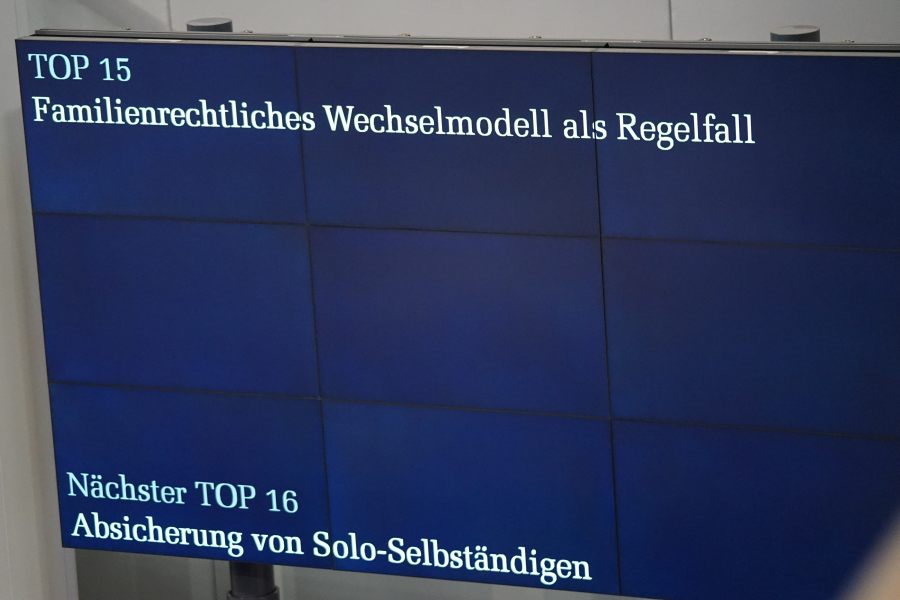 TOP 15
Familienrechtliches Wechselmodell als Regelfall
Nächster TOP 16
Absicherung von Solo-Selbständigen